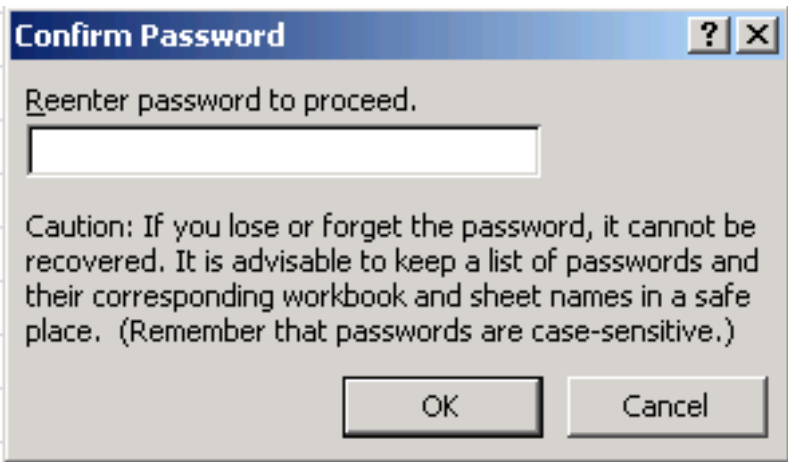 Confirm Password
? X
Reenter password to proceed.
Caution: If you lose or forget the password, it cannot be
recovered. It is advisable to keep a list of passwords and
their corresponding workbook and sheet names in a safe
place.  (Remember that passwords are case-sensitive.)
OK Cancel